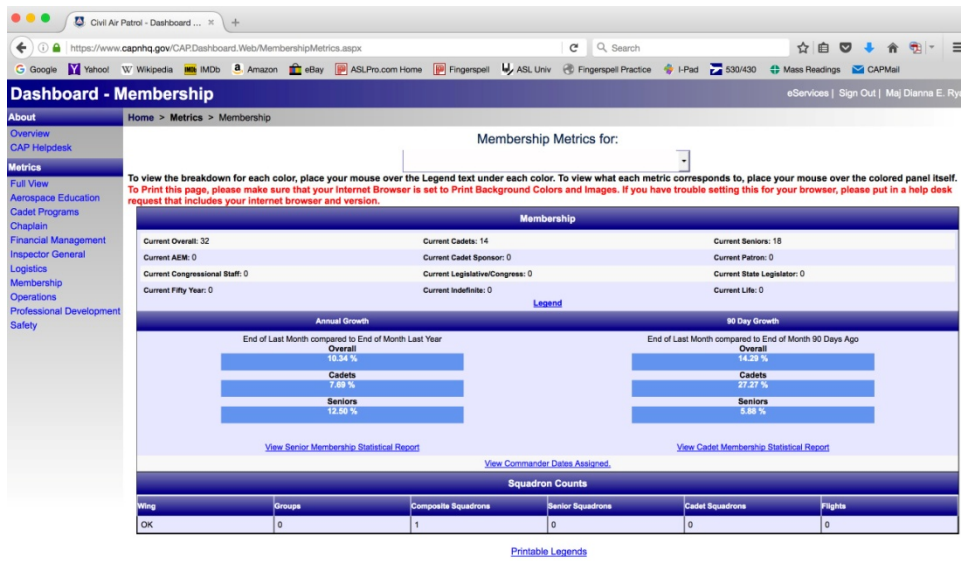 Civil Air Patrol - Dashboard ...
https://www.capnhq.gov/CAP.Dashboard.Web/MembershipMetrics.aspx
Search
Google Yahoo! Wikipedia IMDb Amazon eBay ASLPro.com Home Fingerspell ASL Univ Fingerspell Practice I-Pad 530/430 Mass Readings CAPMail
Dashboard - Membership
eServices | Sign Out | Maj Dianna E.
About
Home > Metrics > Membership
Overview
CAP Helpdesk
Metrics
Full View
Aerospace Education
Cadet Programs
Chaplain
Financial Management
Inspector General
Logistics
Membership
Operations
Professional Development
Safety
Membership Metrics for:
To view the breakdown for each color, place your mouse over the Legend text under each color. To view what each metric corresponds to, place your mouse over the colored panel itself.
To Print this page, please make sure that your Internet Browser is set to Print Background Colors and Images. If you have trouble setting this for your browser, please put in a help desk
request that includes your internet browser and version.
Membership
Current Overall: 32 Current Cadets: 14 Current Seniors: 18
Current AEM: 0 Current Cadet Sponsor: 0 Current Patron: 0
Current Congressional Staff: 0 Current Legislative/Congress: 0 Current State Legislator: 0
Current Fifty Year: 0 Current Indefinite: 0 Current Life: 0
Legend
Annual Growth
End of Last Month compared to End of Month Last Year
Overall
10.34 %
Cadets
7.69 %
Seniors
12.50 %
View Senior Membership Statistical Report
90 Day Growth
End of Last Month compared to End of Month 90 Days Ago
Overall
14.29 %
Cadets
27.27 %
Seniors
5.88 %
View Cadet Membership Statistical Report
View Commander Dates Assigned.
Squadron Counts
Wing Groups Composite Squadrons Senior Squadrons Cadet Squadrons Flights
OK 0 1 0 0 0
Printable Legends